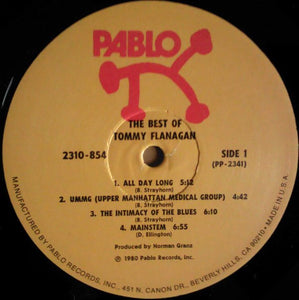 PABLO
THE BEST OF
TOMMY FLANAGAN
2310-854
SIDE 1
(PP-2341)
1. ALL DAY LONG 5:12
(B. Strayhorn)
2. UMMG (UPPER MANHATTAN MEDICAL GROUP) 4:42
(B. Strayhorn)
3. THE INTIMACY OF THE BLUES 6:10
(B. Strayhorn)
4. MAINSTEM 6:55
(D. Ellington)
Produced by Norman Granz
© 1980 Pablo Records, Inc.
MANUFACTURED BY PABLO RECORDS, INC., 451 N. CANON DR., BEVERLY HILLS, CA 90210 • MADE IN U.S.A.